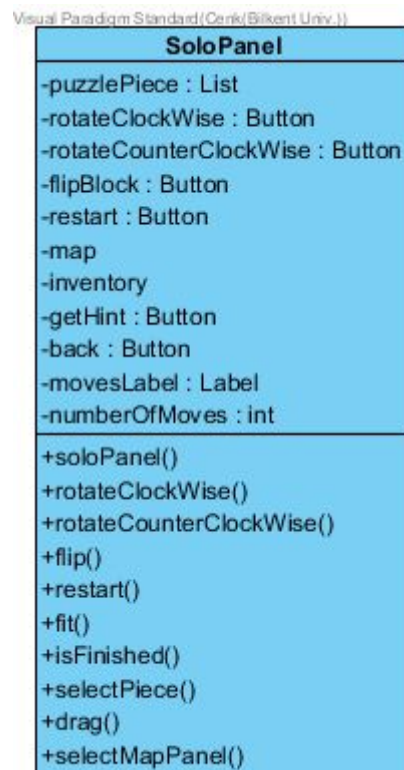 Visual Paradigm Standard(Cenk(Bilkent Univ.))
SoloPanel
-puzzlePiece : List
-rotateClockWise : Button
-rotateCounterClockWise : Button
-flipBlock : Button
-restart : Button
-map
-inventory
-getHint : Button
-back : Button
-movesLabel : Label
-numberOfMoves : int
+soloPanel()
+rotateClockWise()
+rotateCounterClockWise()
+flip()
+restart()
+fit()
+isFinished()
+selectPiece()
+drag()
+selectMapPanel()